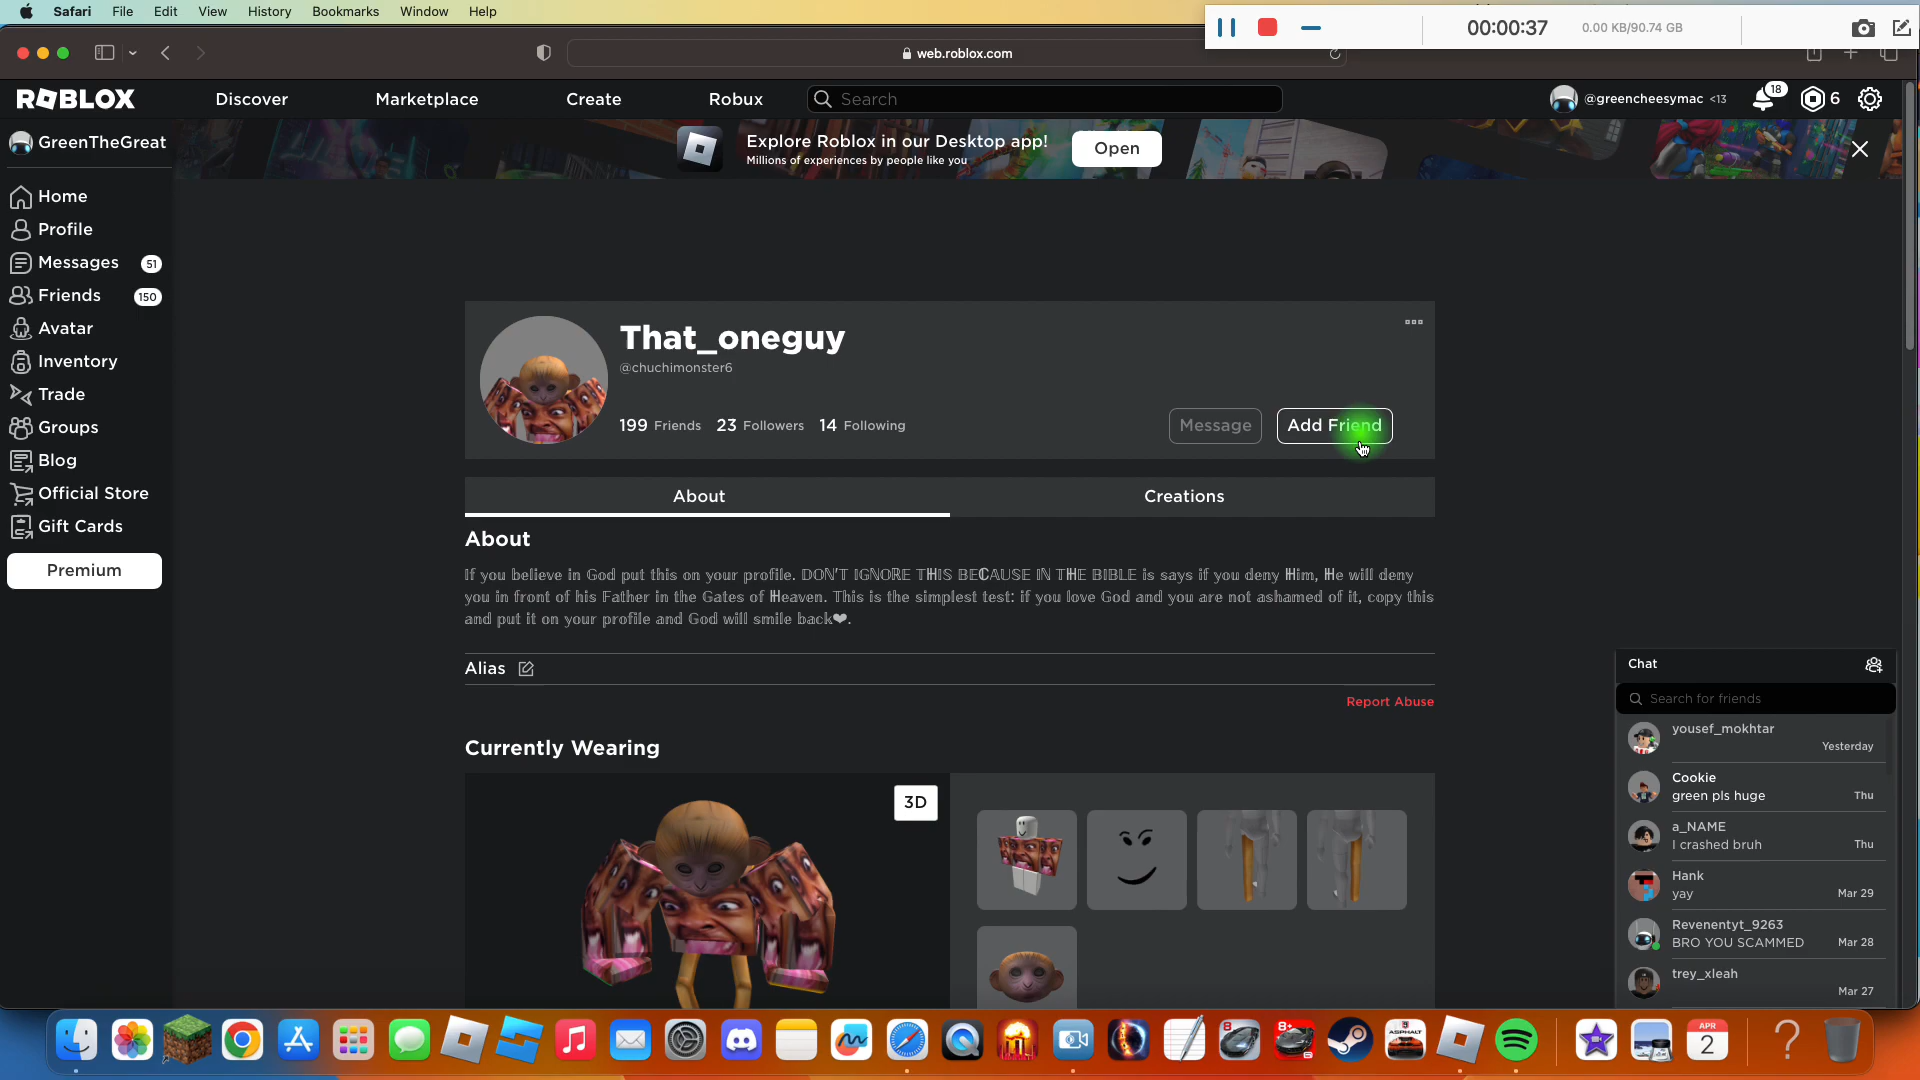 Safari File Edit View History Bookmarks Window Help
00:00:37 0.00 KB/90.74 GB
web.roblox.com
ROBLOX Discover Marketplace Create Robux Search @greencheesymac <13 18 6
GreenTheGreat
Explore Roblox in our Desktop app!
Millions of experiences by people like you
Open
Home
Profile
Messages 51
Friends 150
Avatar
Inventory
Trade
Groups
Blog
Official Store
Gift Cards
Premium
That_oneguy
@chuchimonster6
199 Friends 23 Followers 14 Following
Message Add Friend
About Creations
About
If you believe in God put this on your profile. DON'T IGNORE THIS BECAUSE IN THE BIBLE is says if you deny Him, He will deny
you in front of his Father in the Gates of Heaven. This is the simplest test: if you love God and you are not ashamed of it, copy this
and put it on your profile and God will smile back❤.
Alias
Report Abuse
Currently Wearing
3D
Chat
Search for friends
yousef_mokhtar
Yesterday
Cookie
green pls huge Thu
a_NAME
I crashed bruh Thu
Hank
yay Mar 29
Revenentyt_9263
BRO YOU SCAMMED Mar 28
trey_xleah
Mar 27
APR
2